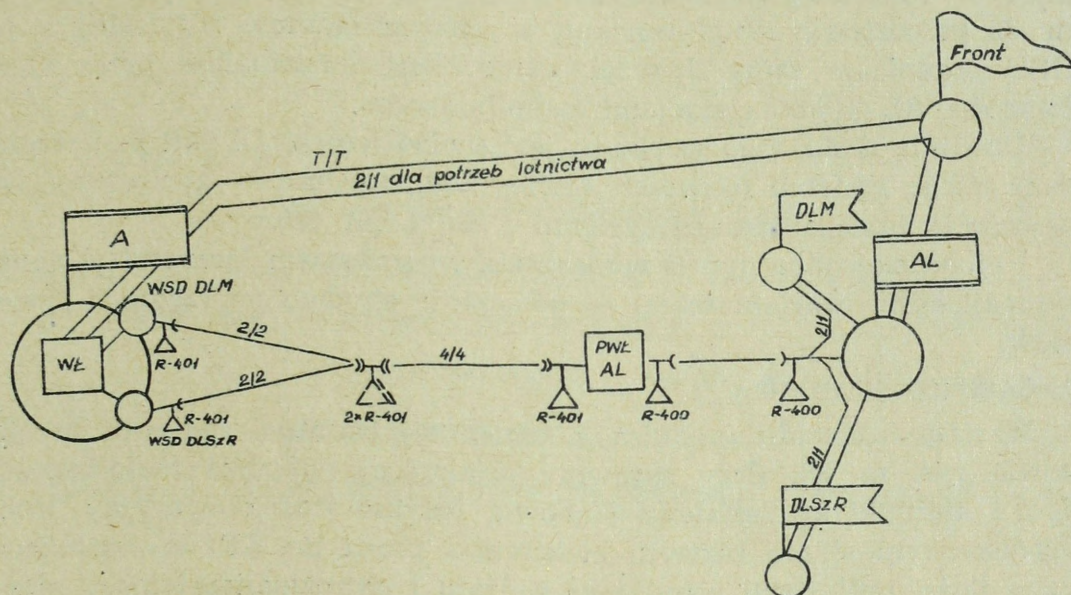 Front
T/T
2/1 dla potrzeb lotnictwa
DLM
A
AL
WSD DLM
2/2
2/1
WŁ
R-401
4/4
PWŁ
AL
2/2
R-401
WSD DLSzR
2×R-401
R-401
R-400
R-400
2/1
DLSzR